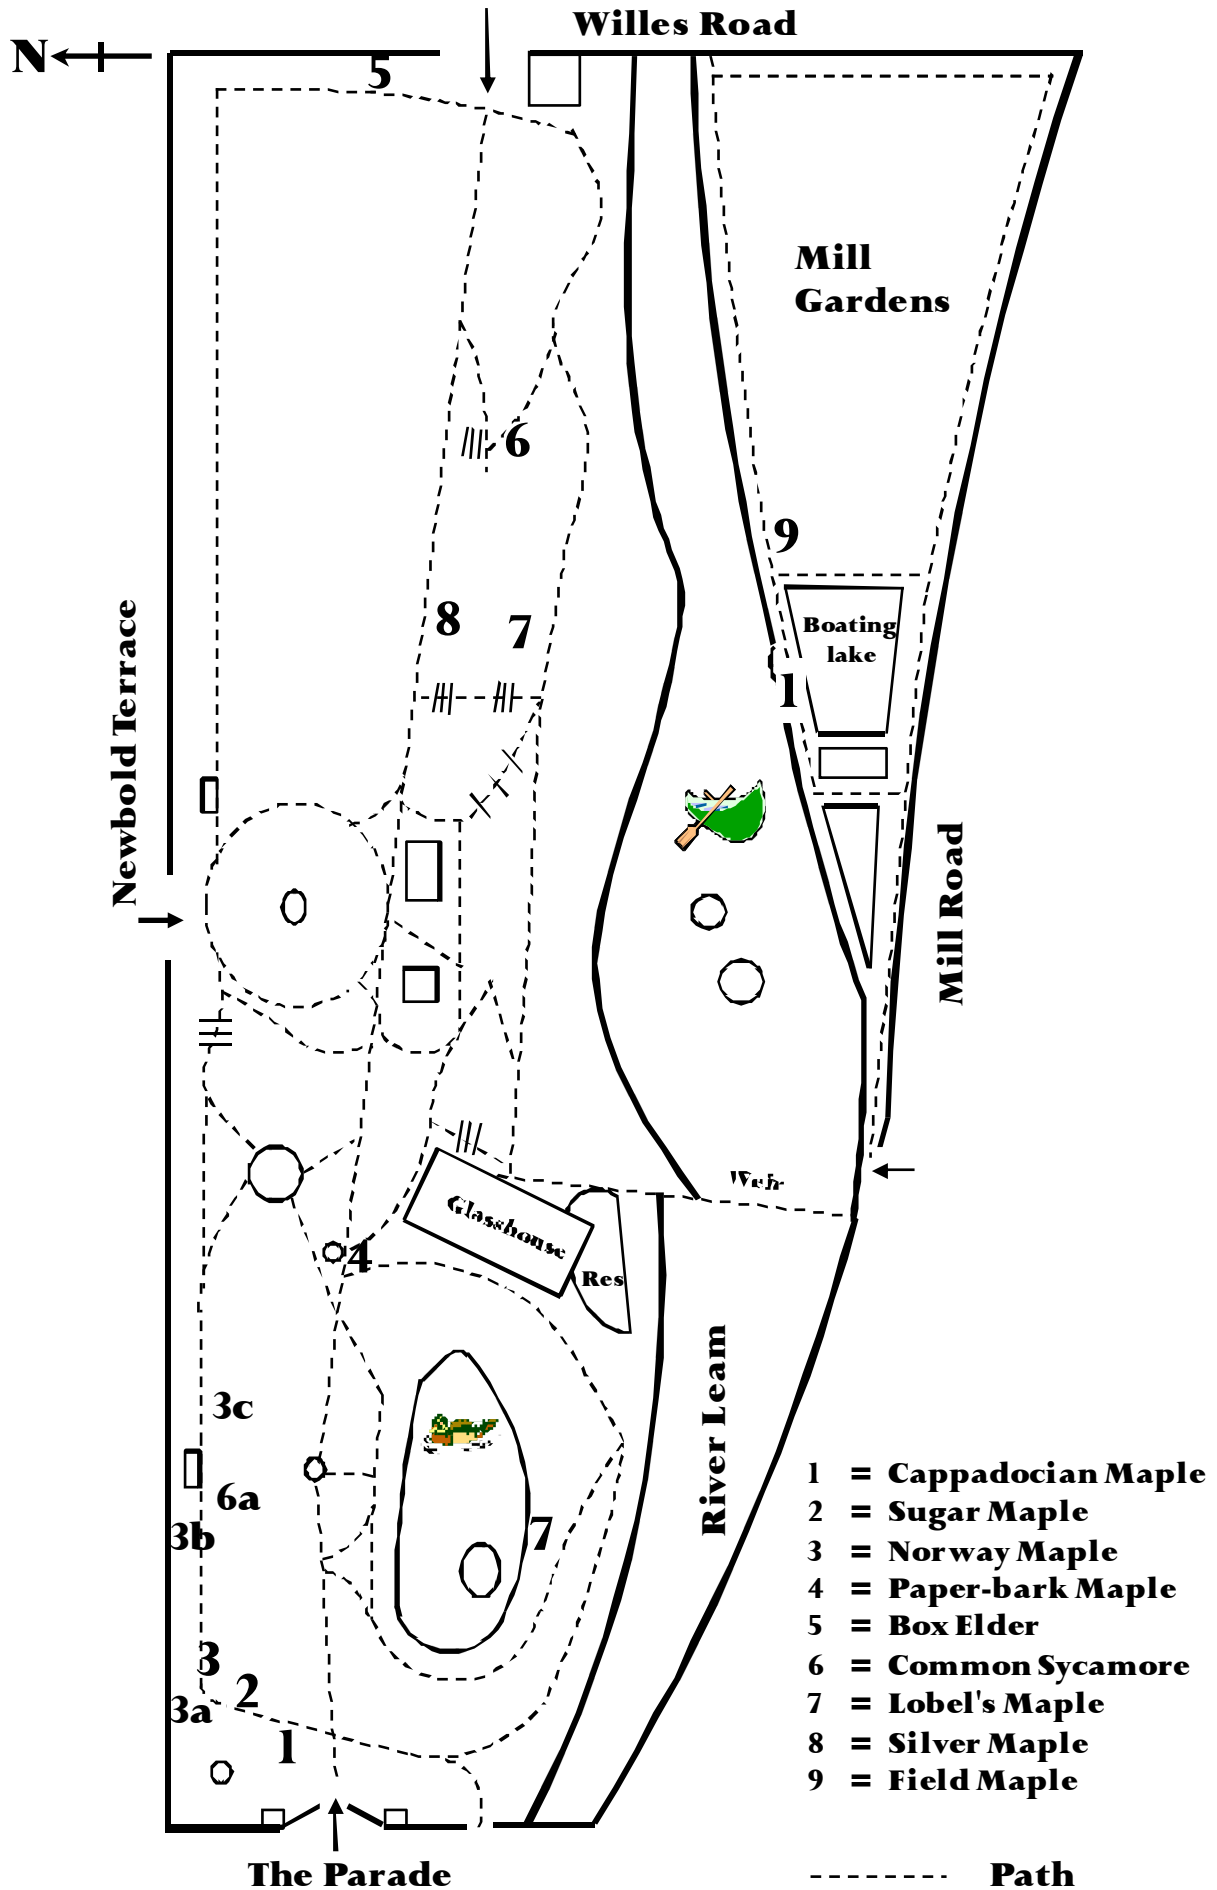 Willes Road
N
5
Mill
Gardens
6
9
8
7
Boating
lake
1
Newbold Terrace
Mill Road
Weir
Glasshouse
4
Res
River Leam
3c
6a
3b
7
3
2
3a
1
1 = Cappadocian Maple
2 = Sugar Maple
3 = Norway Maple
4 = Paper-bark Maple
5 = Box Elder
6 = Common Sycamore
7 = Lobel's Maple
8 = Silver Maple
9 = Field Maple
The Parade
Path